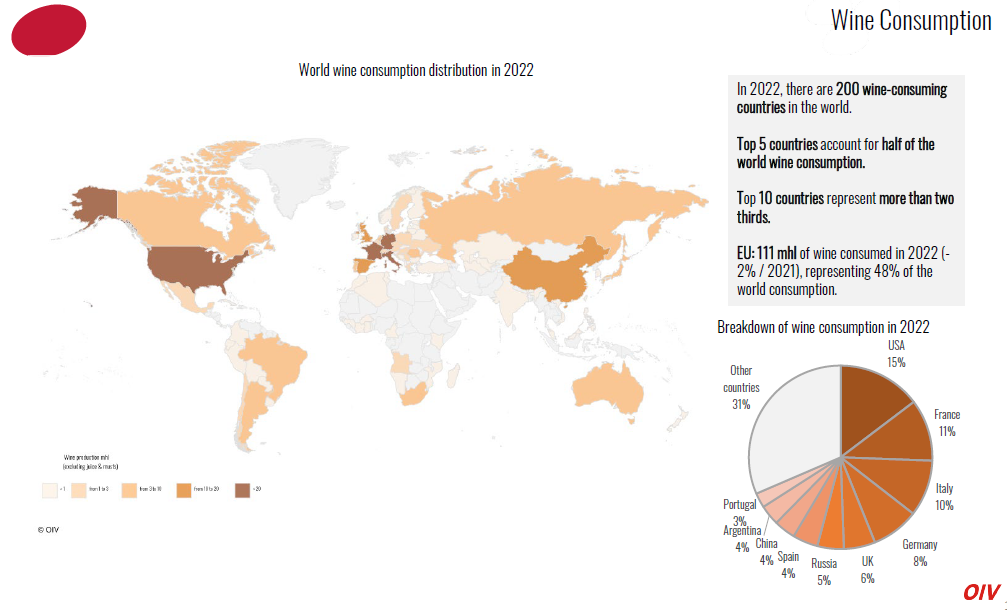 Wine Consumption
World wine consumption distribution in 2022
In 2022, there are 200 wine-consuming
countries in the world.
Top 5 countries account for half of the
world wine consumption.
Top 10 countries represent more than two
thirds.
EU: 111 mhl of wine consumed in 2022 (-
2% / 2021), representing 48% of the
world consumption.
Breakdown of wine consumption in 2022
USA
15%
France
11%
Italy
10%
Germany
8%
UK
6%
Russia
5%
Spain
4%
China
4%
Argentina
4%
Portugal
3%
Other
countries
31%
Wine production mhl
(excluding juice & musts)
< 1
from 1 to 3
from 3 to 10
from 10 to 20
> 20
© OIV
OIV